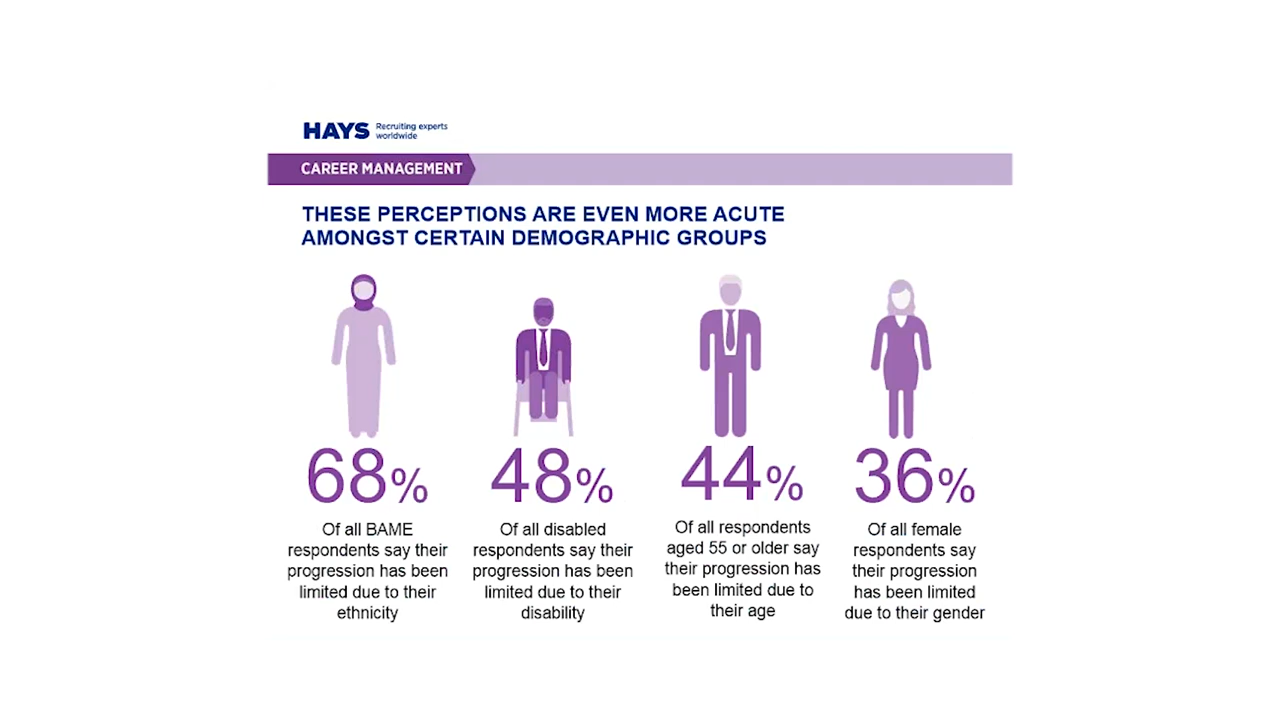 HAYS Recruiting experts
worldwide
CAREER MANAGEMENT
THESE PERCEPTIONS ARE EVEN MORE ACUTE
AMONGST CERTAIN DEMOGRAPHIC GROUPS
68%
Of all BAME
respondents say their
progression has been
limited due to their
ethnicity
48%
Of all disabled
respondents say their
progression has been
limited due to their
disability
44%
Of all respondents
aged 55 or older say
their progression has
been limited due to
their age
36%
Of all female
respondents say
their progression
has been limited
due to their gender